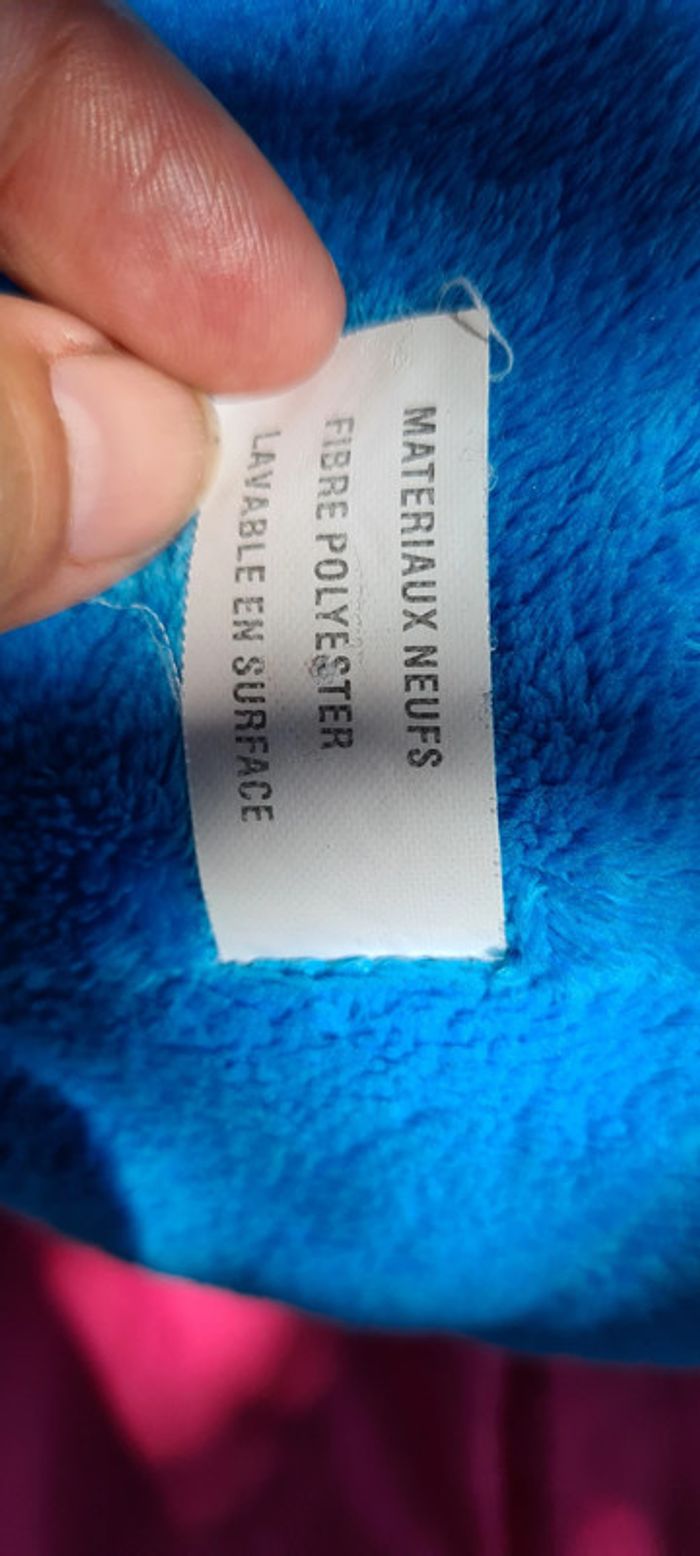 MATERIAUX NEUFS
FIBRE POLYESTER
LAVABLE EN SURFACE